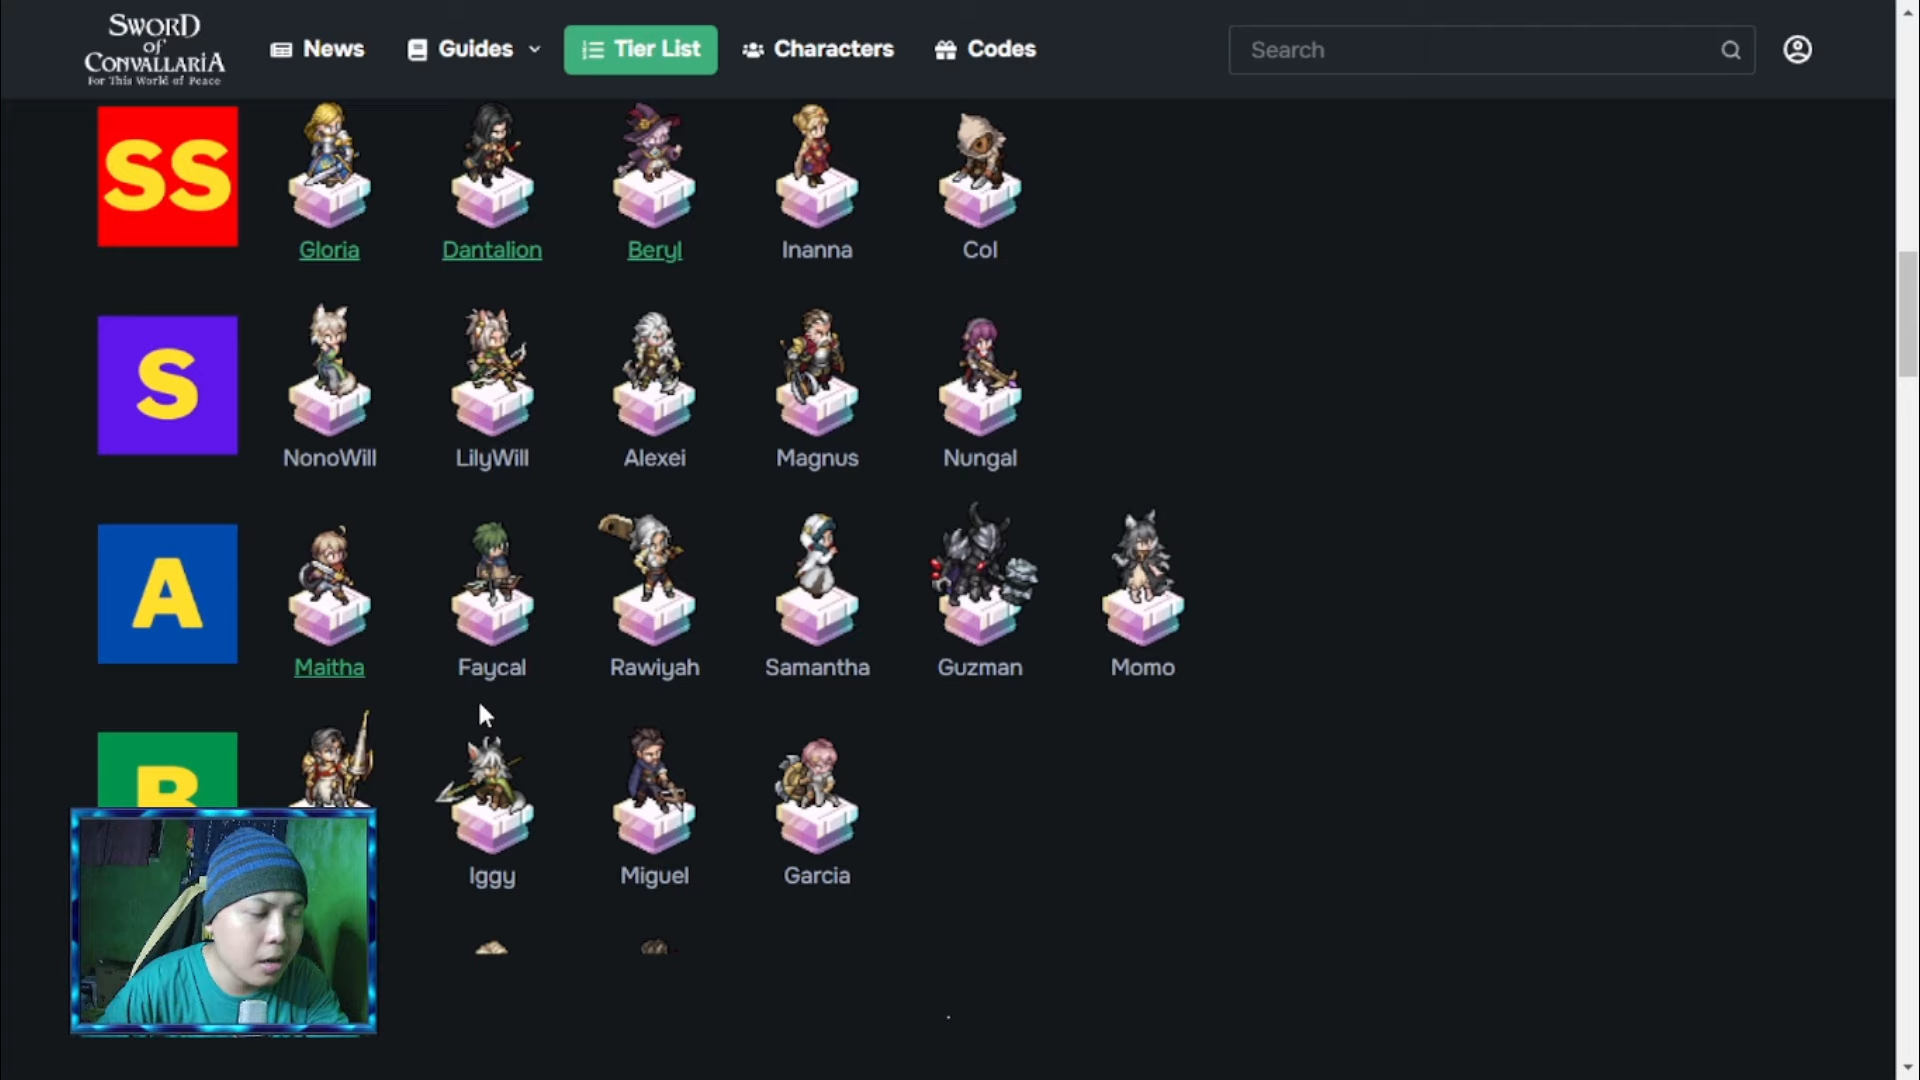 SWORD
of
CONVALLARIA
For This World of Peace
News
Guides
Tier List
Characters
Codes
Search
SS
Gloria
Dantalion
Beryl
Inanna
Col
S
NonoWill
LilyWill
Alexei
Magnus
Nungal
A
Maitha
Faycal
Rawiyah
Samantha
Guzman
Momo
B
Iggy
Miguel
Garcia